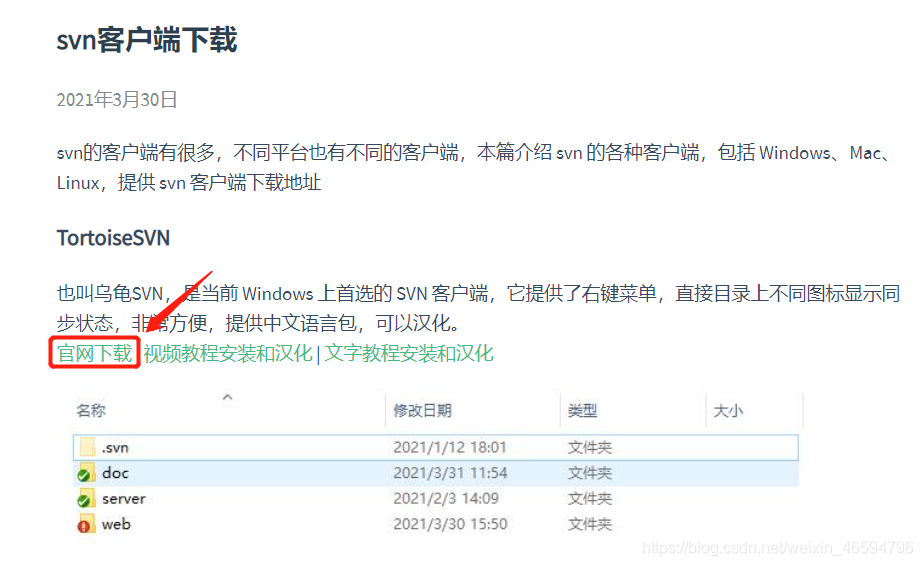 svn客户端下载
2021年3月30日
svn的客户端有很多，不同平台也有不同的客户端，本篇介绍 svn 的各种客户端，包括 Windows、Mac、
Linux，提供 svn 客户端下载地址
TortoiseSVN
也叫乌龟SVN，是当前 Windows 上首选的 SVN 客户端，它提供了右键菜单，直接目录上不同图标显示同
步状态，非常方便，提供中文语言包，可以汉化。
官网下载 视频教程安装和汉化 | 文字教程安装和汉化
名称 修改日期 类型 大小
.svn 2021/1/12 18:01 文件夹
doc 2021/3/31 11:54 文件夹
server 2021/2/3 14:09 文件夹
web 2021/3/30 15:50 文件夹
https://blog.csdn.net/weixin_46594796